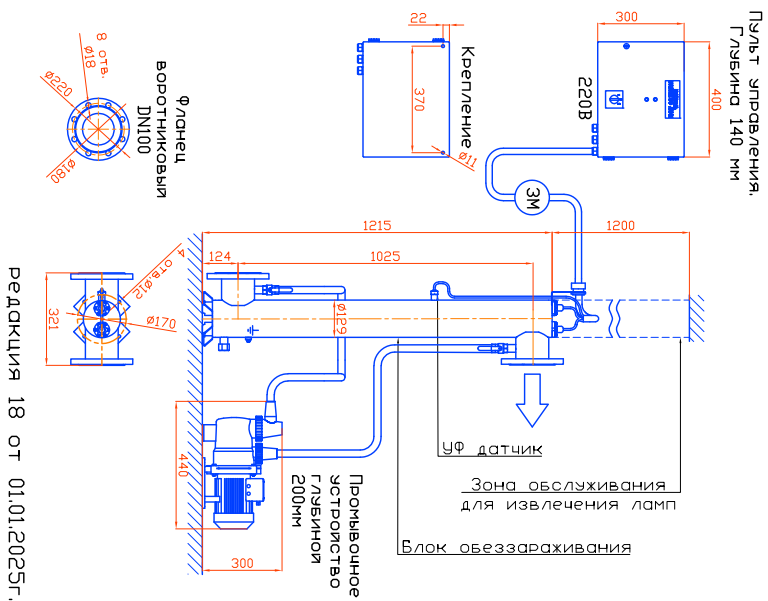 Пульт управления.
Глубина 140 мм
300
400
220В
22
370
Крепление
ø11
8 отв.
ø18
ø220
ø180
Фланец
воротниковый
DN100
3М
1215
1200
124
1025
ø129
4 отв.ø12
ø170
321
440
300
УФ датчик
Зона обслуживания
для извлечения ламп
Блок обеззараживания
Промывочное
устройство
глубиной
200мм
редакция 18 от 01.01.2025г.